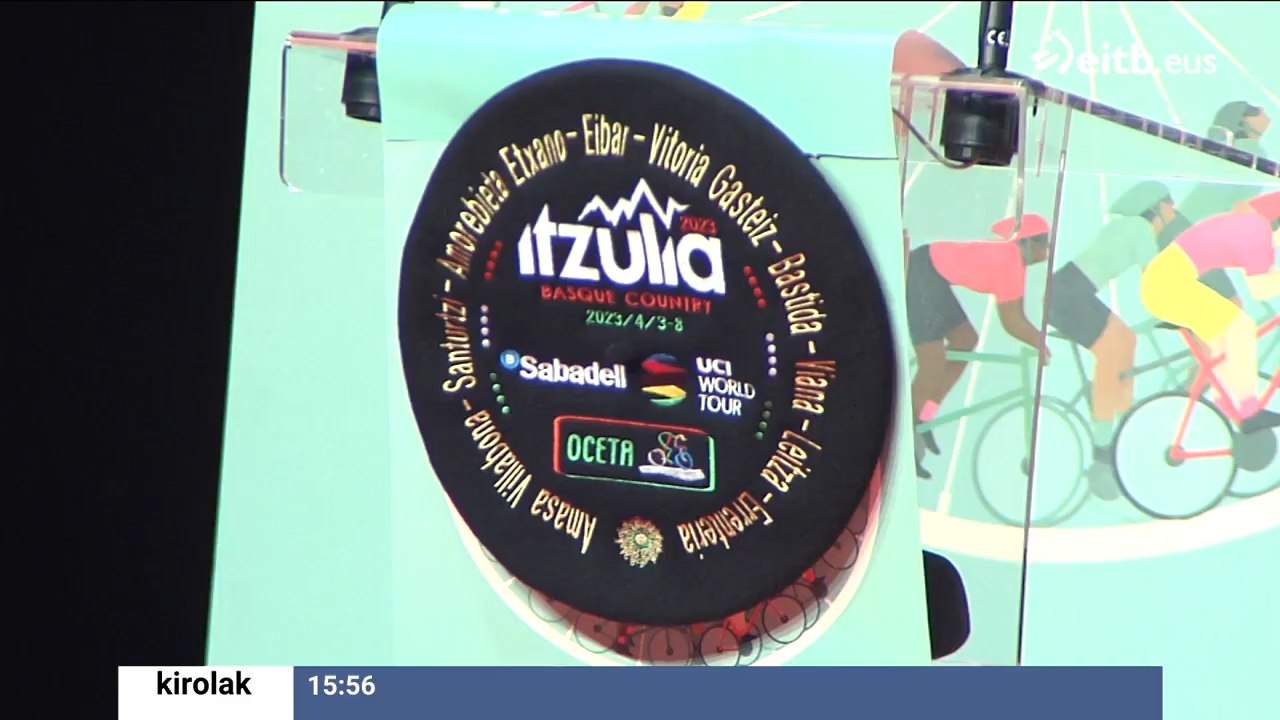 CE
eitb.eus
Amasa Villabona - Santurtzi - Amorebieta Etxano - Eibar - Vitoria Gasteiz - Bastida - Viana - Leitza - Errenteria
2023
itzulia
BASQUE COUNTRY
2023/4/3-8
B Sabadell
UCI
WORLD
TOUR
OCETA
kirolak
15:56